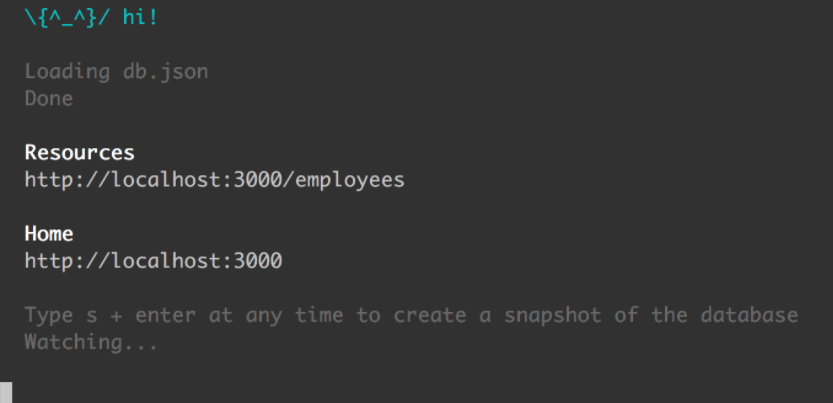 \{^_^}/ hi!
Loading db.json
Done
Resources
http://localhost:3000/employees
Home
http://localhost:3000
Type s + enter at any time to create a snapshot of the database
Watching...